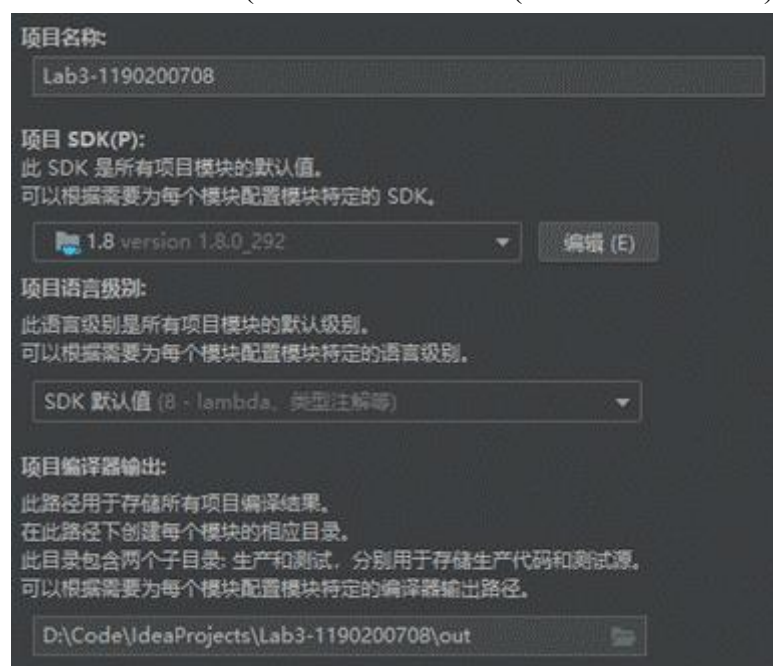 项目名称:
Lab3-1190200708
项目 SDK(P):
此 SDK 是所有项目模块的默认值。
可以根据需要为每个模块配置模块特定的 SDK。
1.8 version 1.8.0_292
编辑 (E)
项目语言级别:
此语言级别是所有项目模块的默认级别。
可以根据需要为每个模块配置模块特定的语言级别。
SDK 默认值 (8 - lambda、类型注解等)
项目编译器输出:
此路径用于存储所有项目编译结果。
在此路径下创建每个模块的相应目录。
此目录包含两个子目录: 生产和测试，分别用于存储生产代码和测试源。
可以根据需要为每个模块配置模块特定的编译器输出路径。
D:\Code\IdeaProjects\Lab3-1190200708\out